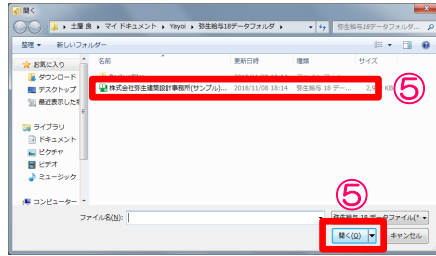 開く
土屋 良 ▸ マイ ドキュメント ▸ Yayoi ▸ 弥生給与18データフォルダ ▸
弥生給与18データフォルダ...
整理 ▼ 新しいフォルダー
名前 更新日時 種類 サイズ
お気に入り
ダウンロード
デスクトップ
株式会社弥生建築設計事務所(サンプル)... 2018/11/08 18:14 弥生給与 18 デー... KB
⑤
最近表示した
ライブラリ
ドキュメント
ピクチャ
ビデオ
ミュージック
コンピューター
⑤
ファイル名(N): 弥生給与 18 データファイル(*
開く(O) キャンセル